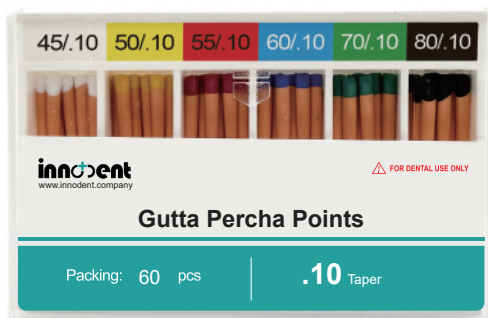 45/.10 50/.10 55/.10 60/.10 70/.10 80/.10
innodent
www.innodent.company
FOR DENTAL USE ONLY
Gutta Percha Points
Packing: 60 pcs
.10 Taper